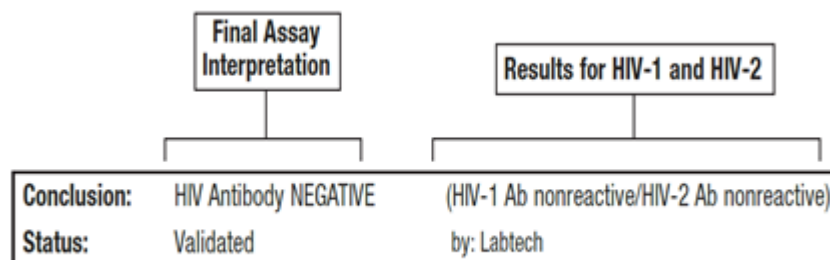 Final Assay
Interpretation
Results for HIV-1 and HIV-2
Conclusion: HIV Antibody NEGATIVE (HIV-1 Ab nonreactive/HIV-2 Ab nonreactive)
Status: Validated by: Labtech